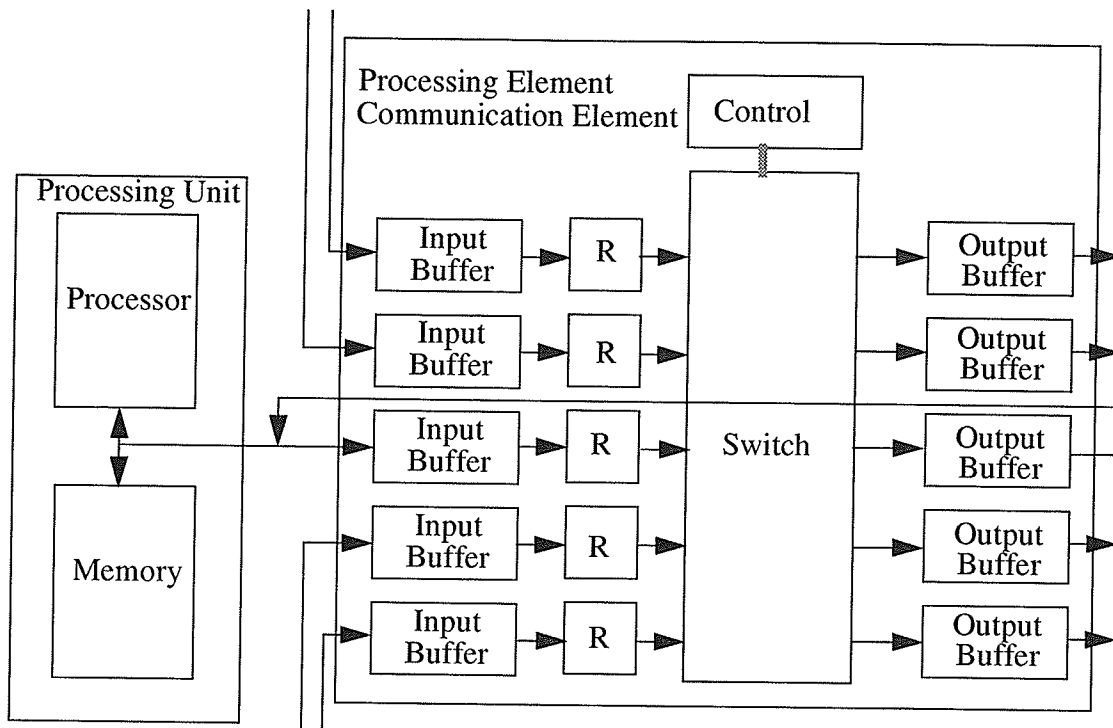 Processing Element
Communication Element
Control
Processing Unit
Processor
Memory
Input
Buffer
R
Output
Buffer
Input
Buffer
R
Output
Buffer
Input
Buffer
R
Switch
Output
Buffer
Input
Buffer
R
Output
Buffer
Input
Buffer
R
Output
Buffer